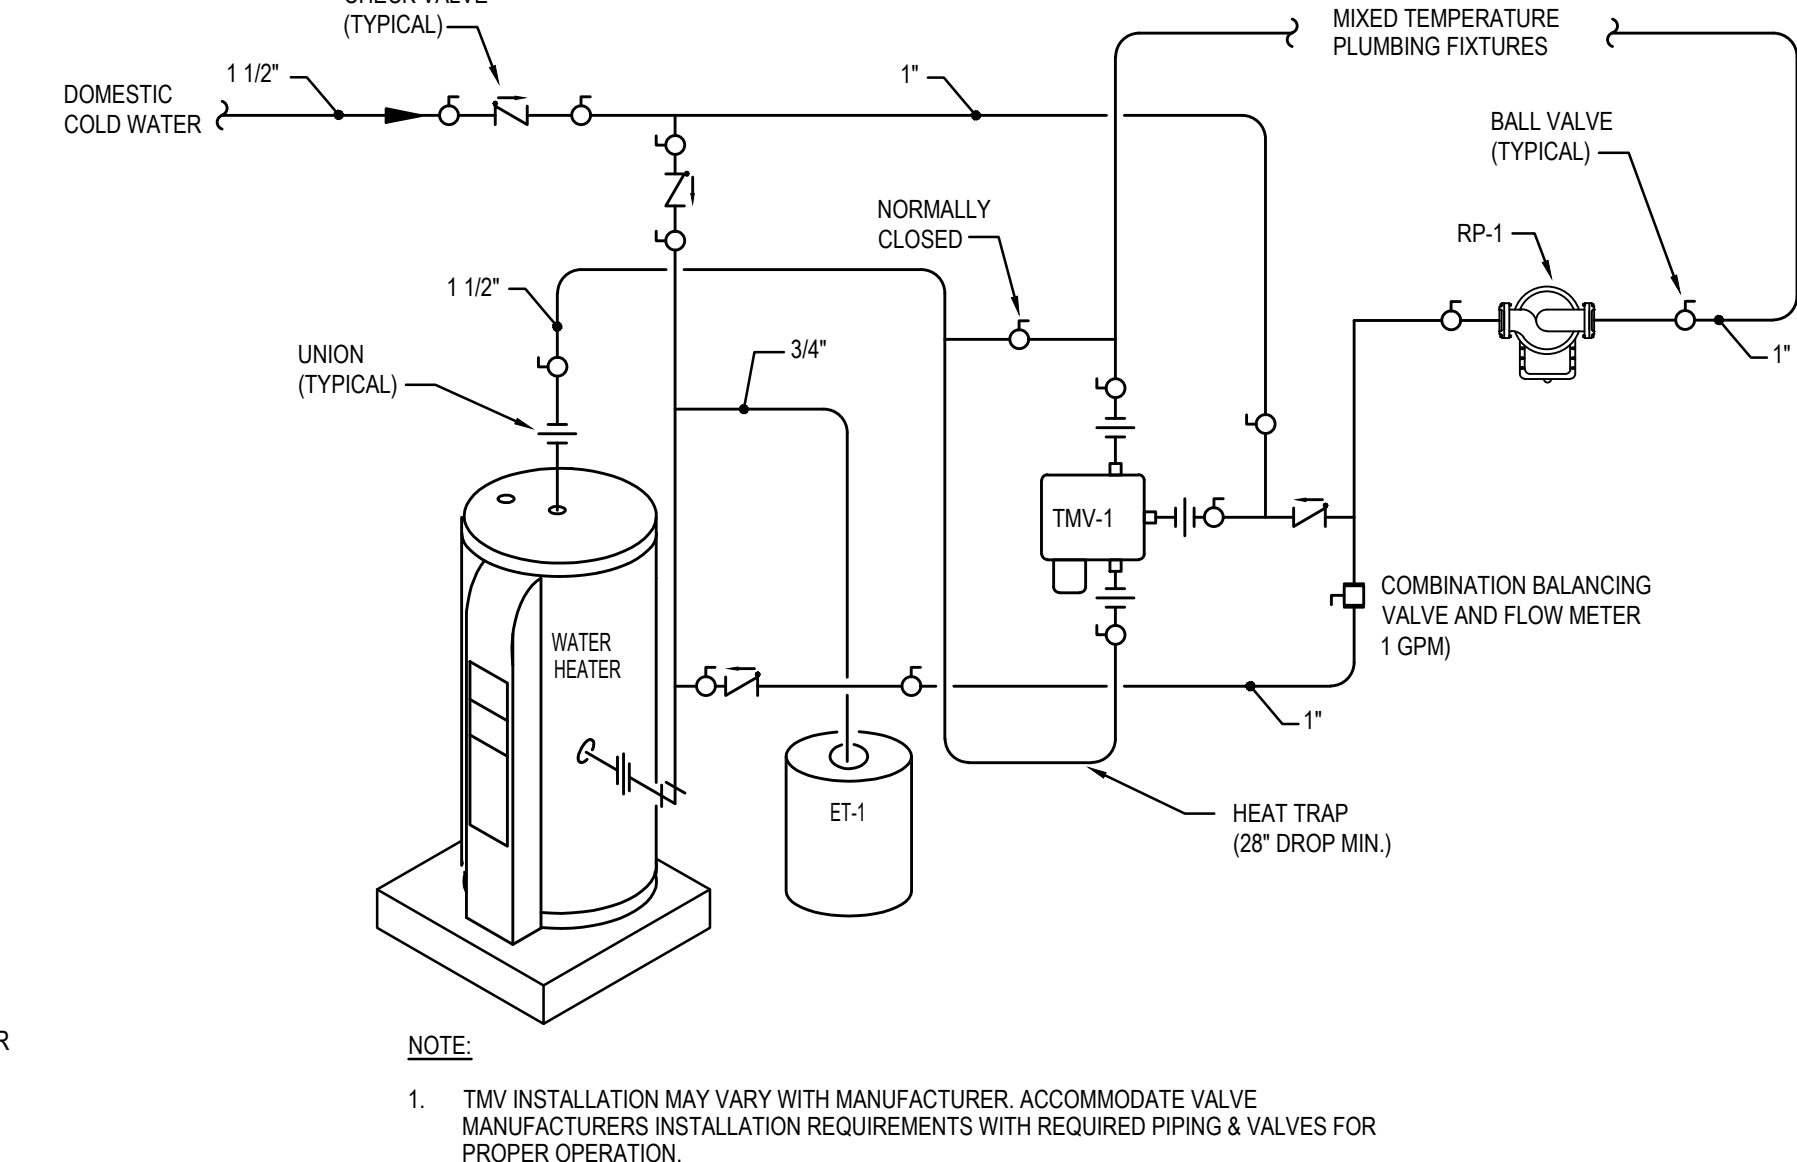 CHECK VALVE
(TYPICAL)
MIXED TEMPERATURE
PLUMBING FIXTURES
1 1/2"
1"
DOMESTIC
COLD WATER
BALL VALVE
(TYPICAL)
NORMALLY
CLOSED
RP-1
1 1/2"
3/4"
1"
UNION
(TYPICAL)
TMV-1
COMBINATION BALANCING
VALVE AND FLOW METER
1 GPM)
WATER
HEATER
1"
ET-1
HEAT TRAP
(28" DROP MIN.)
R
NOTE:
1. TMV INSTALLATION MAY VARY WITH MANUFACTURER. ACCOMMODATE VALVE
MANUFACTURERS INSTALLATION REQUIREMENTS WITH REQUIRED PIPING & VALVES FOR
PROPER OPERATION.